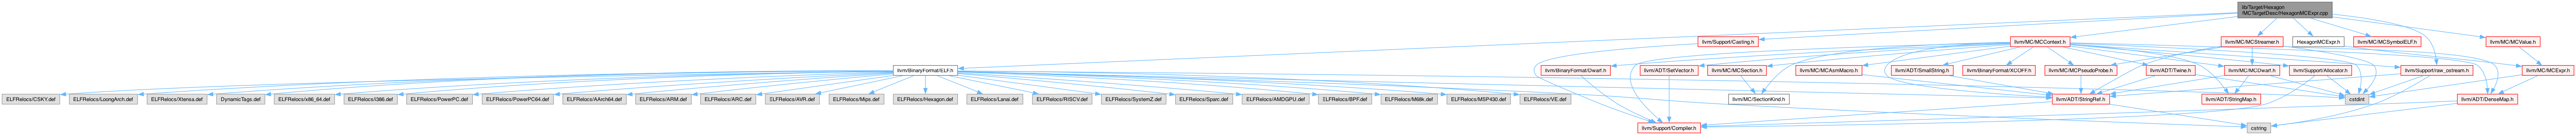 lib/Target/Hexagon
/MCTargetDesc/HexagonMCExpr.cpp
llvm/Support/Casting.h
llvm/MC/MCContext.h
llvm/MC/MCStreamer.h
HexagonMCExpr.h
llvm/MC/MCSymbolELF.h
llvm/MC/MCValue.h
llvm/BinaryFormat/ELF.h
llvm/BinaryFormat/Dwarf.h
llvm/ADT/SetVector.h
llvm/MC/MCSection.h
llvm/MC/MCAsmMacro.h
llvm/ADT/SmallString.h
llvm/BinaryFormat/XCOFF.h
llvm/MC/MCPseudoProbe.h
llvm/ADT/Twine.h
llvm/MC/MCDwarf.h
llvm/Support/Allocator.h
llvm/Support/raw_ostream.h
llvm/MC/MCExpr.h
ELFRelocs/CSKY.def
ELFRelocs/LoongArch.def
ELFRelocs/Xtensa.def
DynamicTags.def
ELFRelocs/x86_64.def
ELFRelocs/i386.def
ELFRelocs/PowerPC.def
ELFRelocs/PowerPC64.def
ELFRelocs/AArch64.def
ELFRelocs/ARM.def
ELFRelocs/ARC.def
ELFRelocs/AVR.def
ELFRelocs/Mips.def
ELFRelocs/Hexagon.def
ELFRelocs/Lanai.def
ELFRelocs/RISCV.def
ELFRelocs/SystemZ.def
ELFRelocs/Sparc.def
ELFRelocs/AMDGPU.def
ELFRelocs/BPF.def
ELFRelocs/M68k.def
ELFRelocs/MSP430.def
ELFRelocs/VE.def
llvm/MC/SectionKind.h
llvm/ADT/StringRef.h
llvm/ADT/StringMap.h
cstdint
llvm/ADT/DenseMap.h
llvm/Support/Compiler.h
cstring